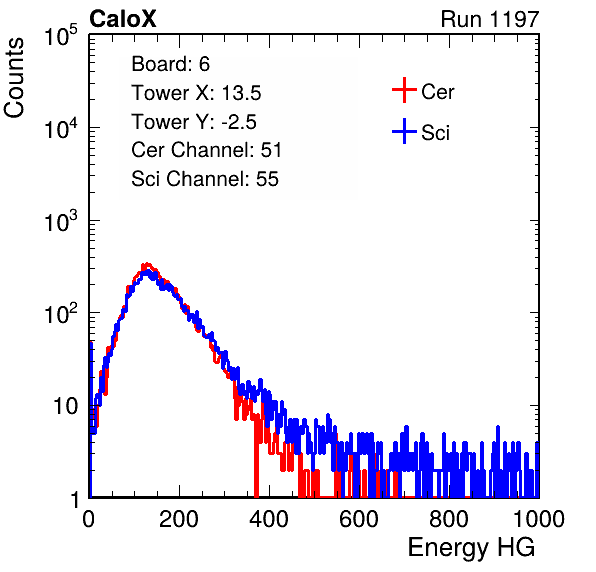 CaloX Run 1197
Board: 6
Tower X: 13.5
Tower Y: -2.5
Cer Channel: 51
Sci Channel: 55
Cer
Sci
Counts
10^5
10^4
10^3
10^2
10
1
0 200 400 600 800 1000
Energy HG